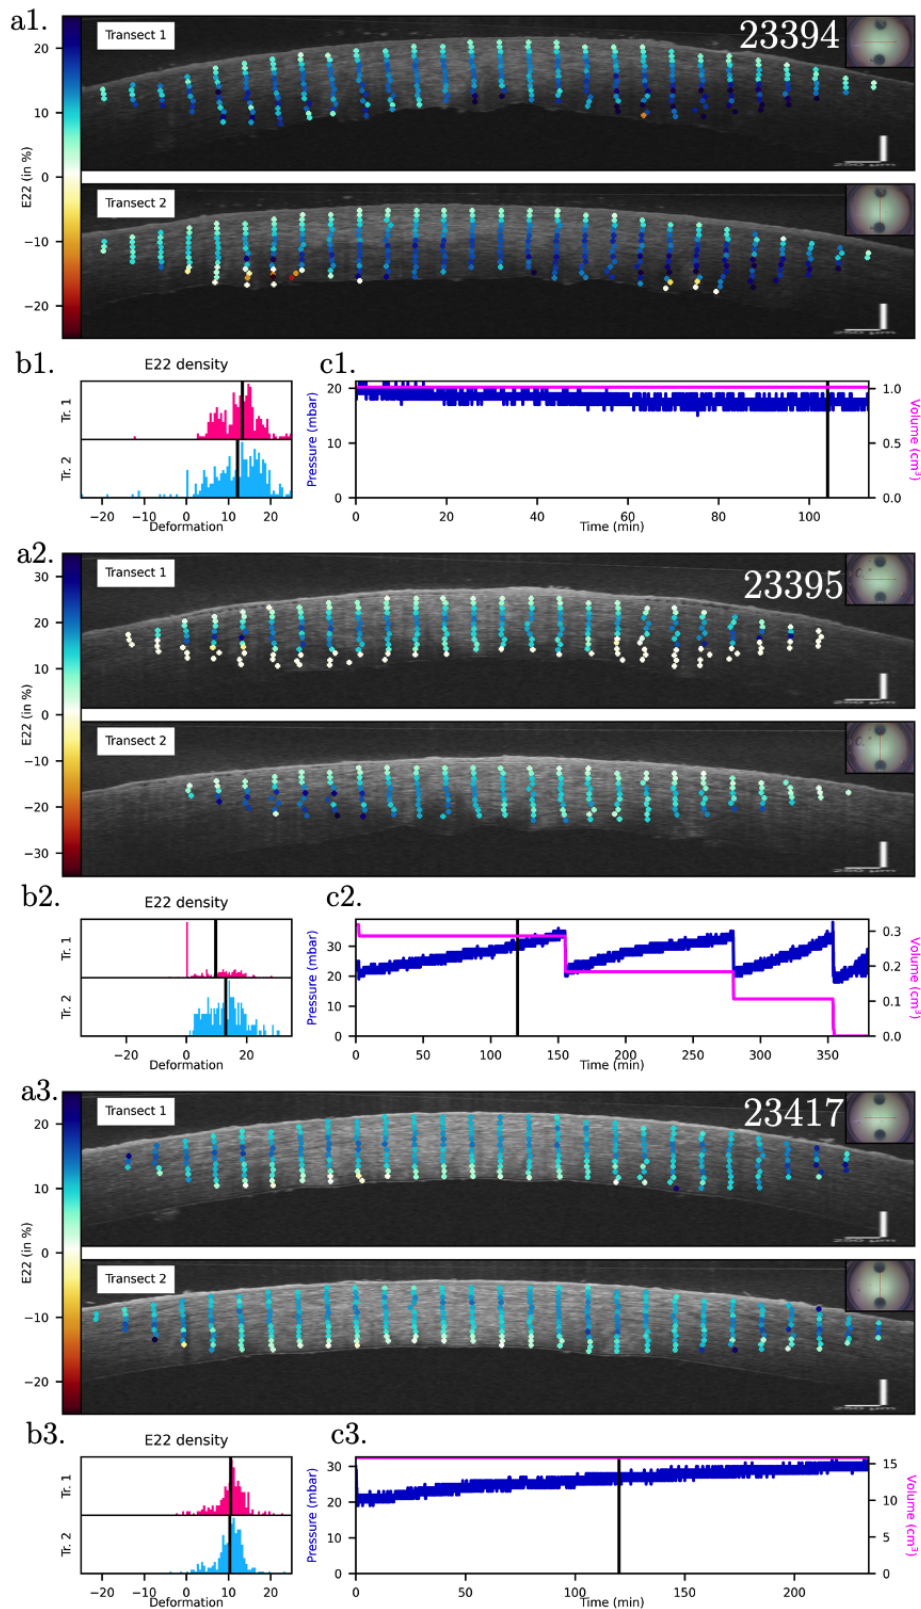 a1.
Transect 1
23394
20
10
0
−10
−20
E22 (in %)
Transect 2
b1.
E22 density
Tr. 1
Tr. 2
−20 −10 0 10 20
Deformation
c1.
Pressure (mbar)
20
10
0
1.0
0.5
0.0
Volume (cm³)
0 20 40 60 80 100
Time (min)
a2.
Transect 1
23395
30
20
10
0
−10
−20
−30
E22 (in %)
Transect 2
b2.
E22 density
Tr. 1
Tr. 2
−20 0 20
Deformation
c2.
Pressure (mbar)
30
20
10
0
0.3
0.2
0.1
0.0
Volume (cm³)
0 50 100 150 200 250 300 350
Time (min)
a3.
Transect 1
23417
20
10
0
−10
−20
E22 (in %)
Transect 2
b3.
E22 density
Tr. 1
Tr. 2
−20 −10 0 10 20
Deformation
c3.
Pressure (mbar)
30
20
10
0
15
10
5
0
Volume (cm³)
0 50 100 150 200
Time (min)